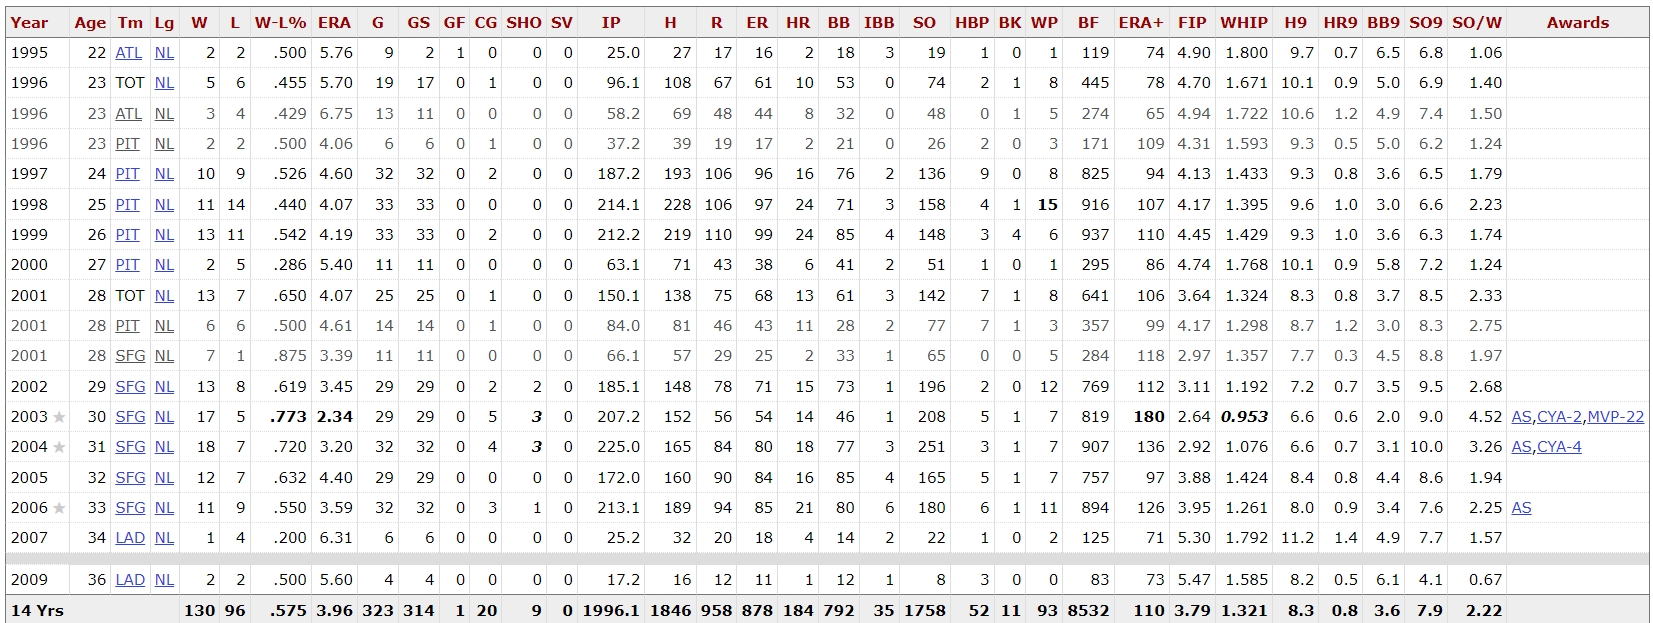 Year Age Tm Lg W L W-L% ERA G GS GF CG SHO SV IP H R ER HR BB IBB SO HBP BK WP BF ERA+ FIP WHIP H9 HR9 BB9 SO9 SO/W Awards
1995 22 ATL NL 2 2 .500 5.76 9 2 1 0 0 0 25.0 27 17 16 2 18 3 19 1 0 1 119 74 4.90 1.800 9.7 0.7 6.5 6.8 1.06
1996 23 TOT NL 5 6 .455 5.70 19 17 0 1 0 0 96.1 108 67 61 10 53 0 74 2 1 8 445 78 4.70 1.671 10.1 0.9 5.0 6.9 1.40
1996 23 ATL NL 3 4 .429 6.75 13 11 0 0 0 0 58.2 69 48 44 8 32 0 48 0 1 5 274 65 4.94 1.722 10.6 1.2 4.9 7.4 1.50
1996 23 PIT NL 2 2 .500 4.06 6 6 0 1 0 0 37.2 39 19 17 2 21 0 26 2 0 3 171 109 4.31 1.593 9.3 0.5 5.0 6.2 1.24
1997 24 PIT NL 10 9 .526 4.60 32 32 0 2 0 0 187.2 193 106 96 16 76 2 136 9 0 8 825 94 4.13 1.433 9.3 0.8 3.6 6.5 1.79
1998 25 PIT NL 11 14 .440 4.07 33 33 0 0 0 0 214.1 228 106 97 24 71 3 158 4 1 15 916 107 4.17 1.395 9.6 1.0 3.0 6.6 2.23
1999 26 PIT NL 13 11 .542 4.19 33 33 0 2 0 0 212.2 219 110 99 24 85 4 148 3 4 6 937 110 4.45 1.429 9.3 1.0 3.6 6.3 1.74
2000 27 PIT NL 2 5 .286 5.40 11 11 0 0 0 0 63.1 71 43 38 6 41 2 51 1 0 1 295 86 4.74 1.768 10.1 0.9 5.8 7.2 1.24
2001 28 TOT NL 13 7 .650 4.07 25 25 0 1 0 0 150.1 138 75 68 13 61 3 142 7 1 8 641 106 3.64 1.324 8.3 0.8 3.7 8.5 2.33
2001 28 PIT NL 6 6 .500 4.61 14 14 0 1 0 0 84.0 81 46 43 11 28 2 77 7 1 3 357 99 4.17 1.298 8.7 1.2 3.0 8.3 2.75
2001 28 SFG NL 7 1 .875 3.39 11 11 0 0 0 0 66.1 57 29 25 2 33 1 65 0 0 5 284 118 2.97 1.357 7.7 0.3 4.5 8.8 1.97
2002 29 SFG NL 13 8 .619 3.45 29 29 0 2 2 0 185.1 148 78 71 15 73 1 196 2 0 12 769 112 3.11 1.192 7.2 0.7 3.5 9.5 2.68
2003 ★ 30 SFG NL 17 5 .773 2.34 29 29 0 5 3 0 207.2 152 56 54 14 46 1 208 5 1 7 819 180 2.64 0.953 6.6 0.6 2.0 9.0 4.52 AS,CYA-2,MVP-22
2004 ★ 31 SFG NL 18 7 .720 3.20 32 32 0 4 3 0 225.0 165 84 80 18 77 3 251 3 1 7 907 136 2.92 1.076 6.6 0.7 3.1 10.0 3.26 AS,CYA-4
2005 32 SFG NL 12 7 .632 4.40 29 29 0 0 0 0 172.0 160 90 84 16 85 4 165 5 1 7 757 97 3.88 1.424 8.4 0.8 4.4 8.6 1.94
2006 ★ 33 SFG NL 11 9 .550 3.59 32 32 0 3 1 0 213.1 189 94 85 21 80 6 180 6 1 11 894 126 3.95 1.261 8.0 0.9 3.4 7.6 2.25 AS
2007 34 LAD NL 1 4 .200 6.31 6 6 0 0 0 0 25.2 32 20 18 4 14 2 22 1 0 2 125 71 5.30 1.792 11.2 1.4 4.9 7.7 1.57
2009 36 LAD NL 2 2 .500 5.60 4 4 0 0 0 0 17.2 16 12 11 1 12 1 8 3 0 0 83 73 5.47 1.585 8.2 0.5 6.1 4.1 0.67
14 Yrs 130 96 .575 3.96 323 314 1 20 9 0 1996.1 1846 958 878 184 792 35 1758 52 11 93 8532 110 3.79 1.321 8.3 0.8 3.6 7.9 2.22